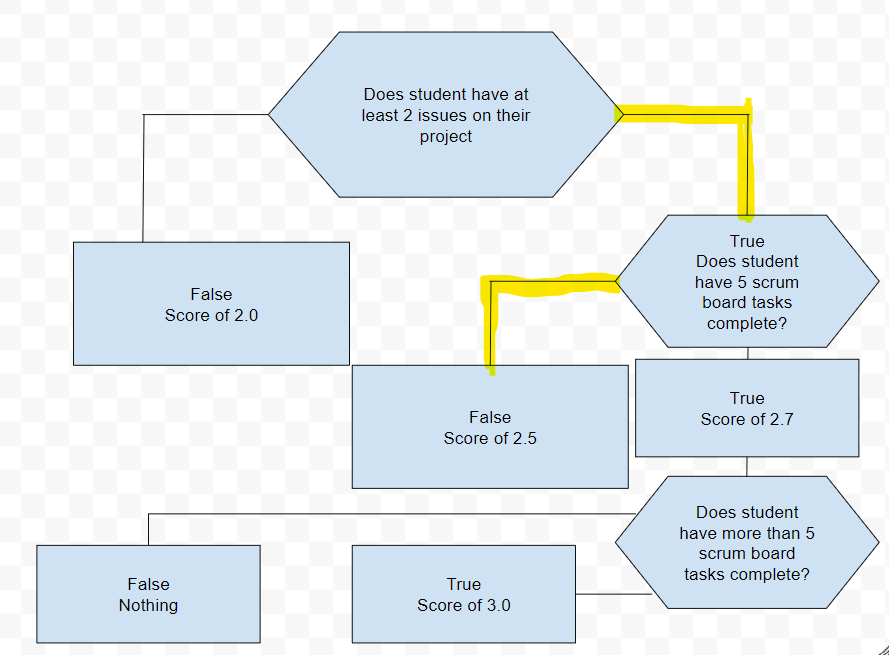 Does student have at
least 2 issues on their
project
True
Does student
have 5 scrum
board tasks
complete?
False
Score of 2.0
False
Score of 2.5
True
Score of 2.7
Does student
have more than 5
scrum board
tasks complete?
False
Nothing
True
Score of 3.0